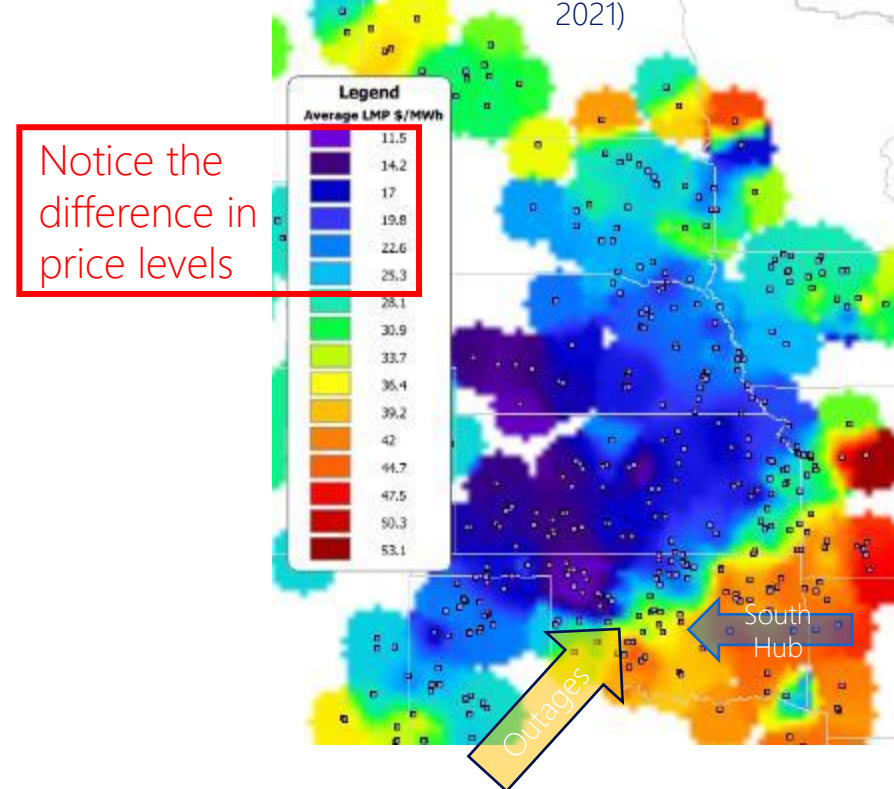 2021)
Legend
Average LMP $/MWh
11.5
14.2
17
19.8
22.6
25.3
28.1
30.9
33.7
36.4
39.2
42
44.7
47.5
50.3
53.1
Notice the
difference in
price levels
South
Hub
Outages